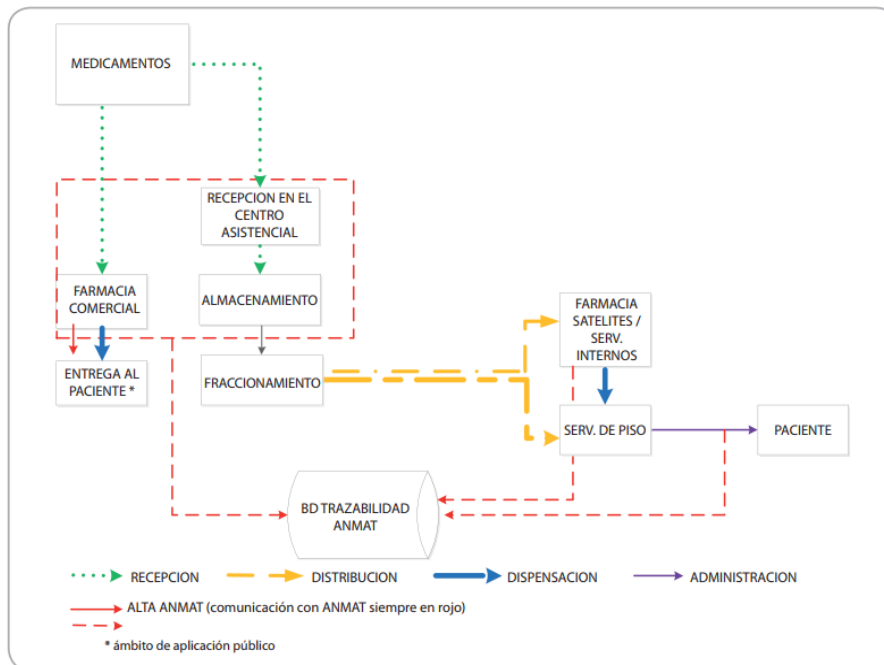 MEDICAMENTOS
RECEPCION EN EL
CENTRO
ASISTENCIAL
FARMACIA
COMERCIAL
ALMACENAMIENTO
FARMACIA
SATELITES /
SERV.
INTERNOS
ENTREGA AL
PACIENTE *
FRACCIONAMIENTO
SERV. DE PISO
PACIENTE
BD TRAZABILIDAD
ANMAT
RECEPCION
DISTRIBUCION
DISPENSACION
ADMINISTRACION
ALTA ANMAT (comunicación con ANMAT siempre en rojo)
* ámbito de aplicación público